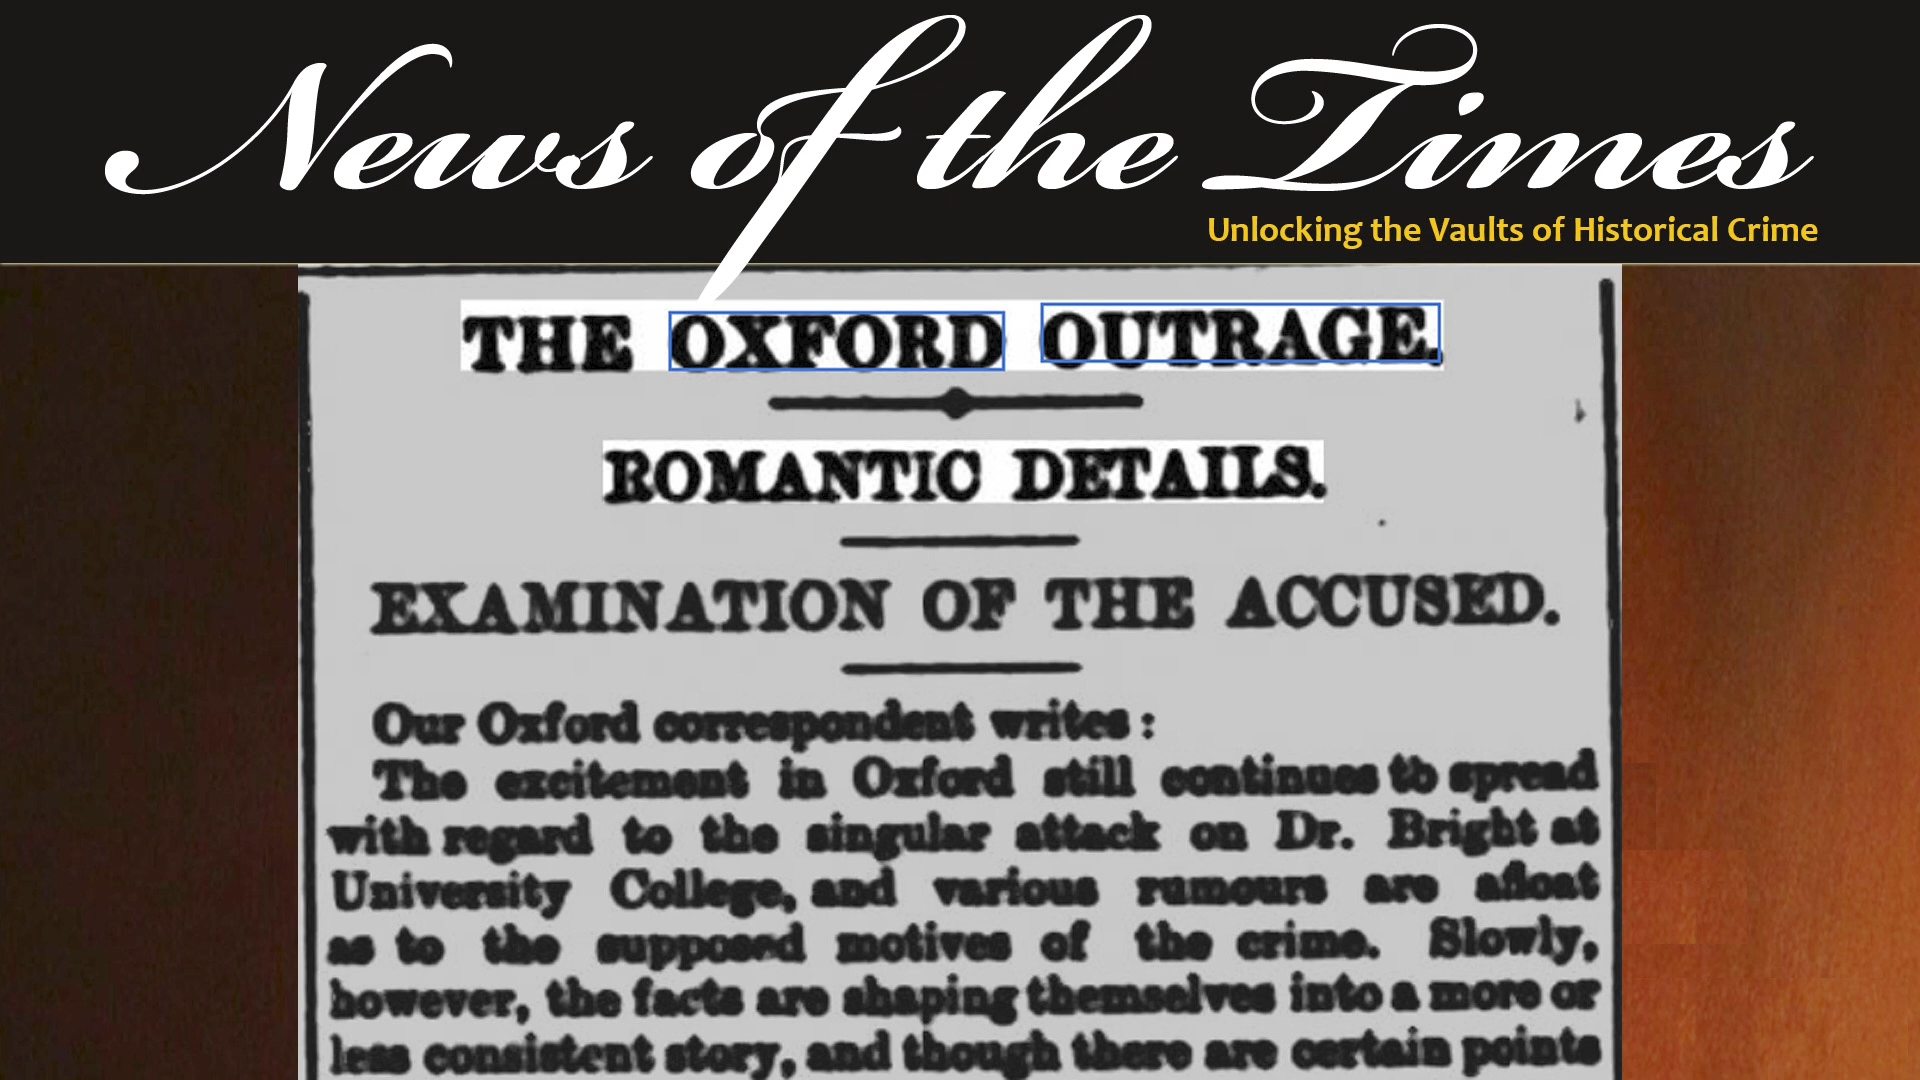 News of the Times
Unlocking the Vaults of Historical Crime
THE OXFORD OUTRAGE.
ROMANTIC DETAILS.
EXAMINATION OF THE ACCUSED.
Our Oxford correspondent writes:
The excitement in Oxford still continues to spread
with regard to the singular attack on Dr. Bright at
University College, and various rumours are afloat
as to the supposed motives of the crime. Slowly,
however, the facts are shaping themselves into a more or
less consistent story, and though there are certain points